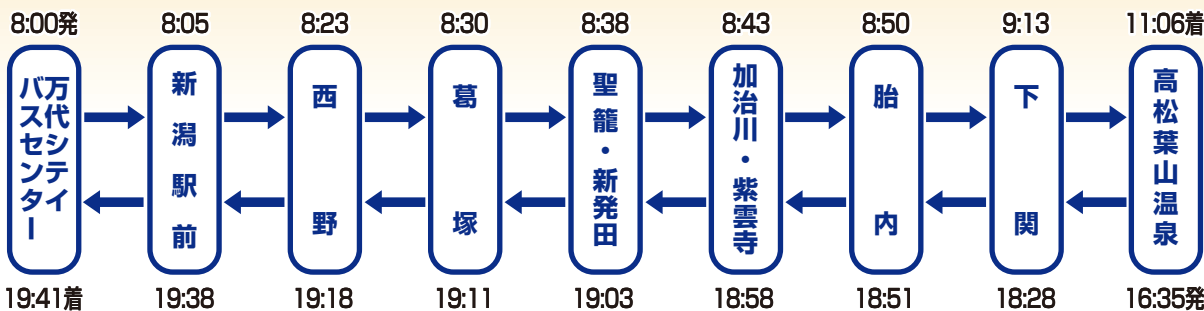 8:00発 8:05 8:23 8:30 8:38 8:43 8:50 9:13 11:06着
万代シテイ
バスセンター
新潟駅前
西野
葛塚
聖籠・新発田
加治川・紫雲寺
胎内
下関
高松葉山温泉
19:41着 19:38 19:18 19:11 19:03 18:58 18:51 18:28 16:35発